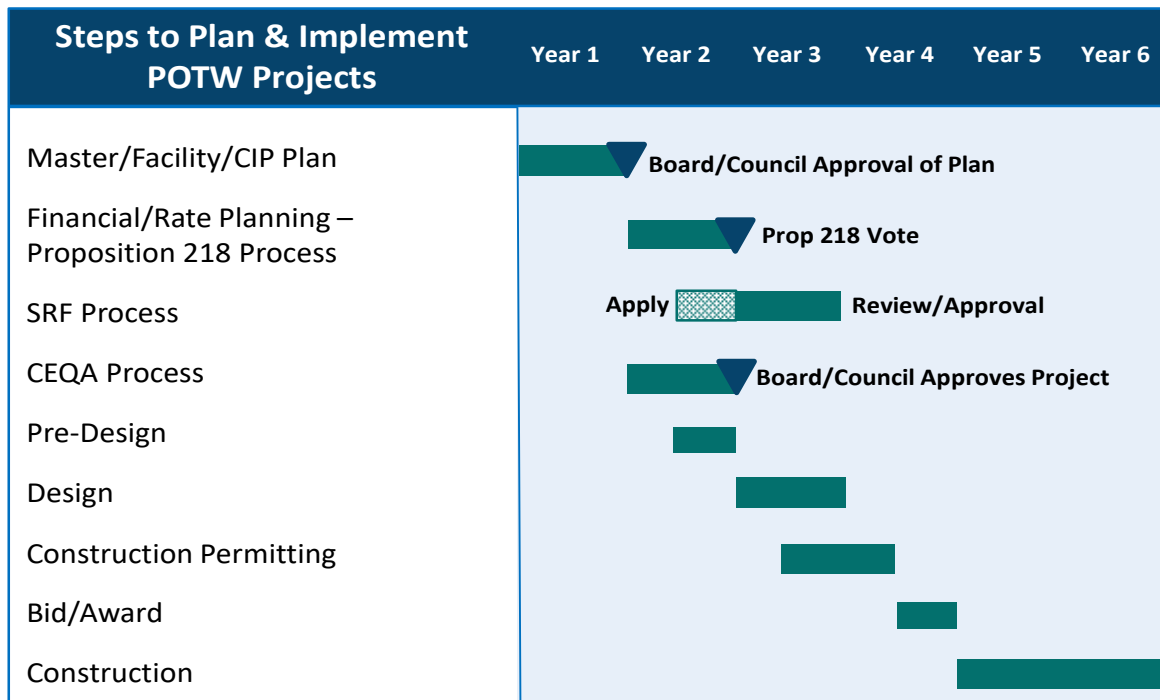 Steps to Plan & Implement
POTW Projects
Year 1 Year 2 Year 3 Year 4 Year 5 Year 6
Master/Facility/CIP Plan
Board/Council Approval of Plan
Financial/Rate Planning –
Proposition 218 Process
Prop 218 Vote
SRF Process
Apply
Review/Approval
CEQA Process
Board/Council Approves Project
Pre-Design
Design
Construction Permitting
Bid/Award
Construction